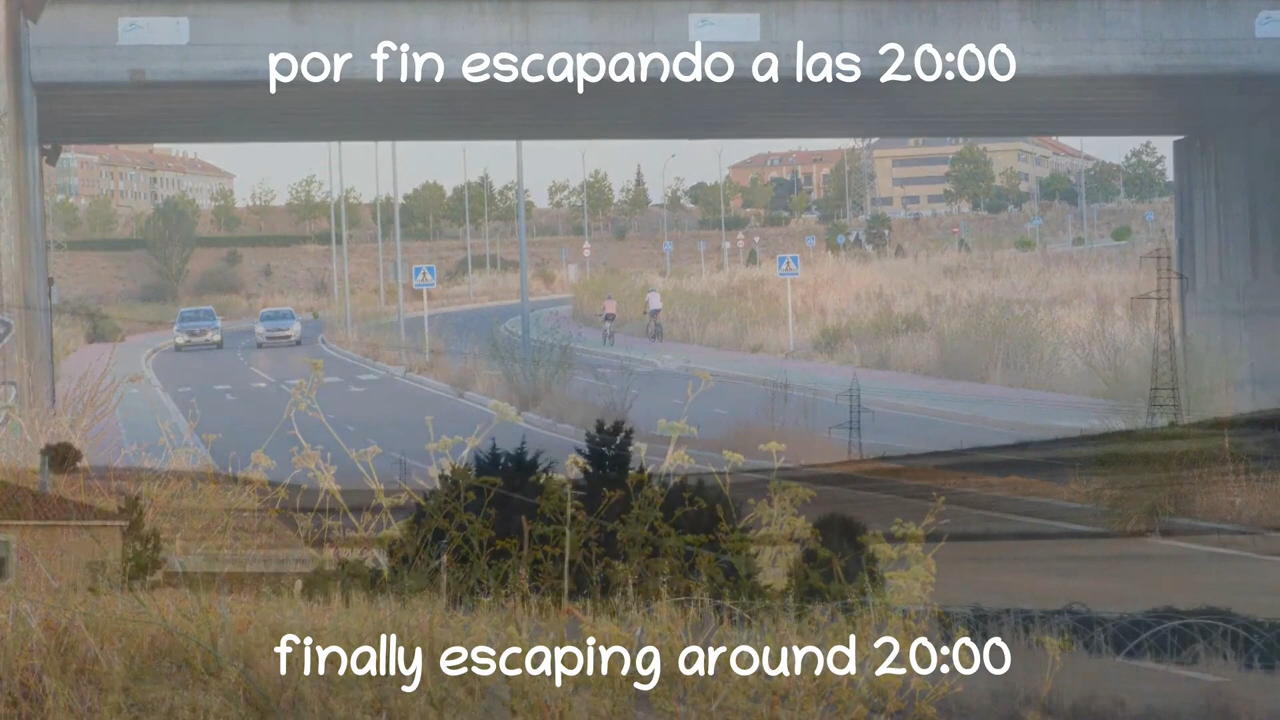 por fin escapando a las 20:00
finally escaping around 20:00